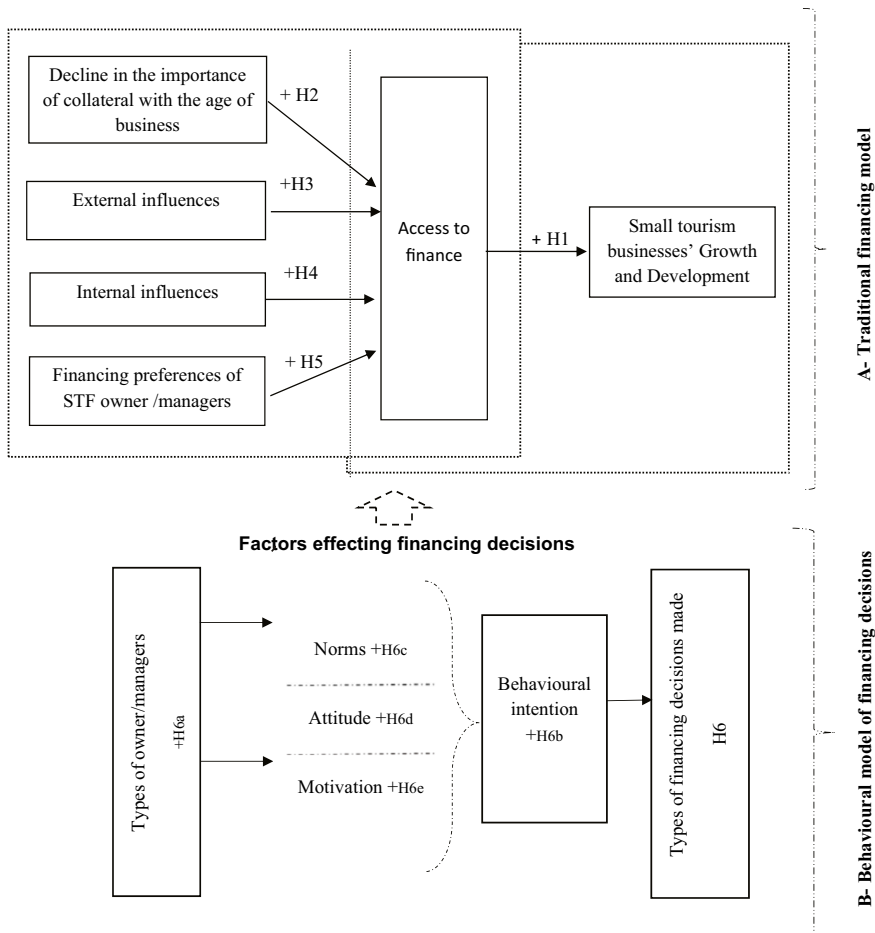 Decline in the importance
of collateral with the age of
business
+ H2
External influences
+H3
Internal influences
+H4
Financing preferences of
STF owner /managers
+ H5
Access to
finance
+ H1
Small tourism
businesses’ Growth
and Development
A- Traditional financing model
Factors effecting financing decisions
Types of owner/managers
+H6a
Norms +H6c
Attitude +H6d
Motivation +H6e
Behavioural
intention
+H6b
Types of financing decisions made
H6
B- Behavioural model of financing decisions